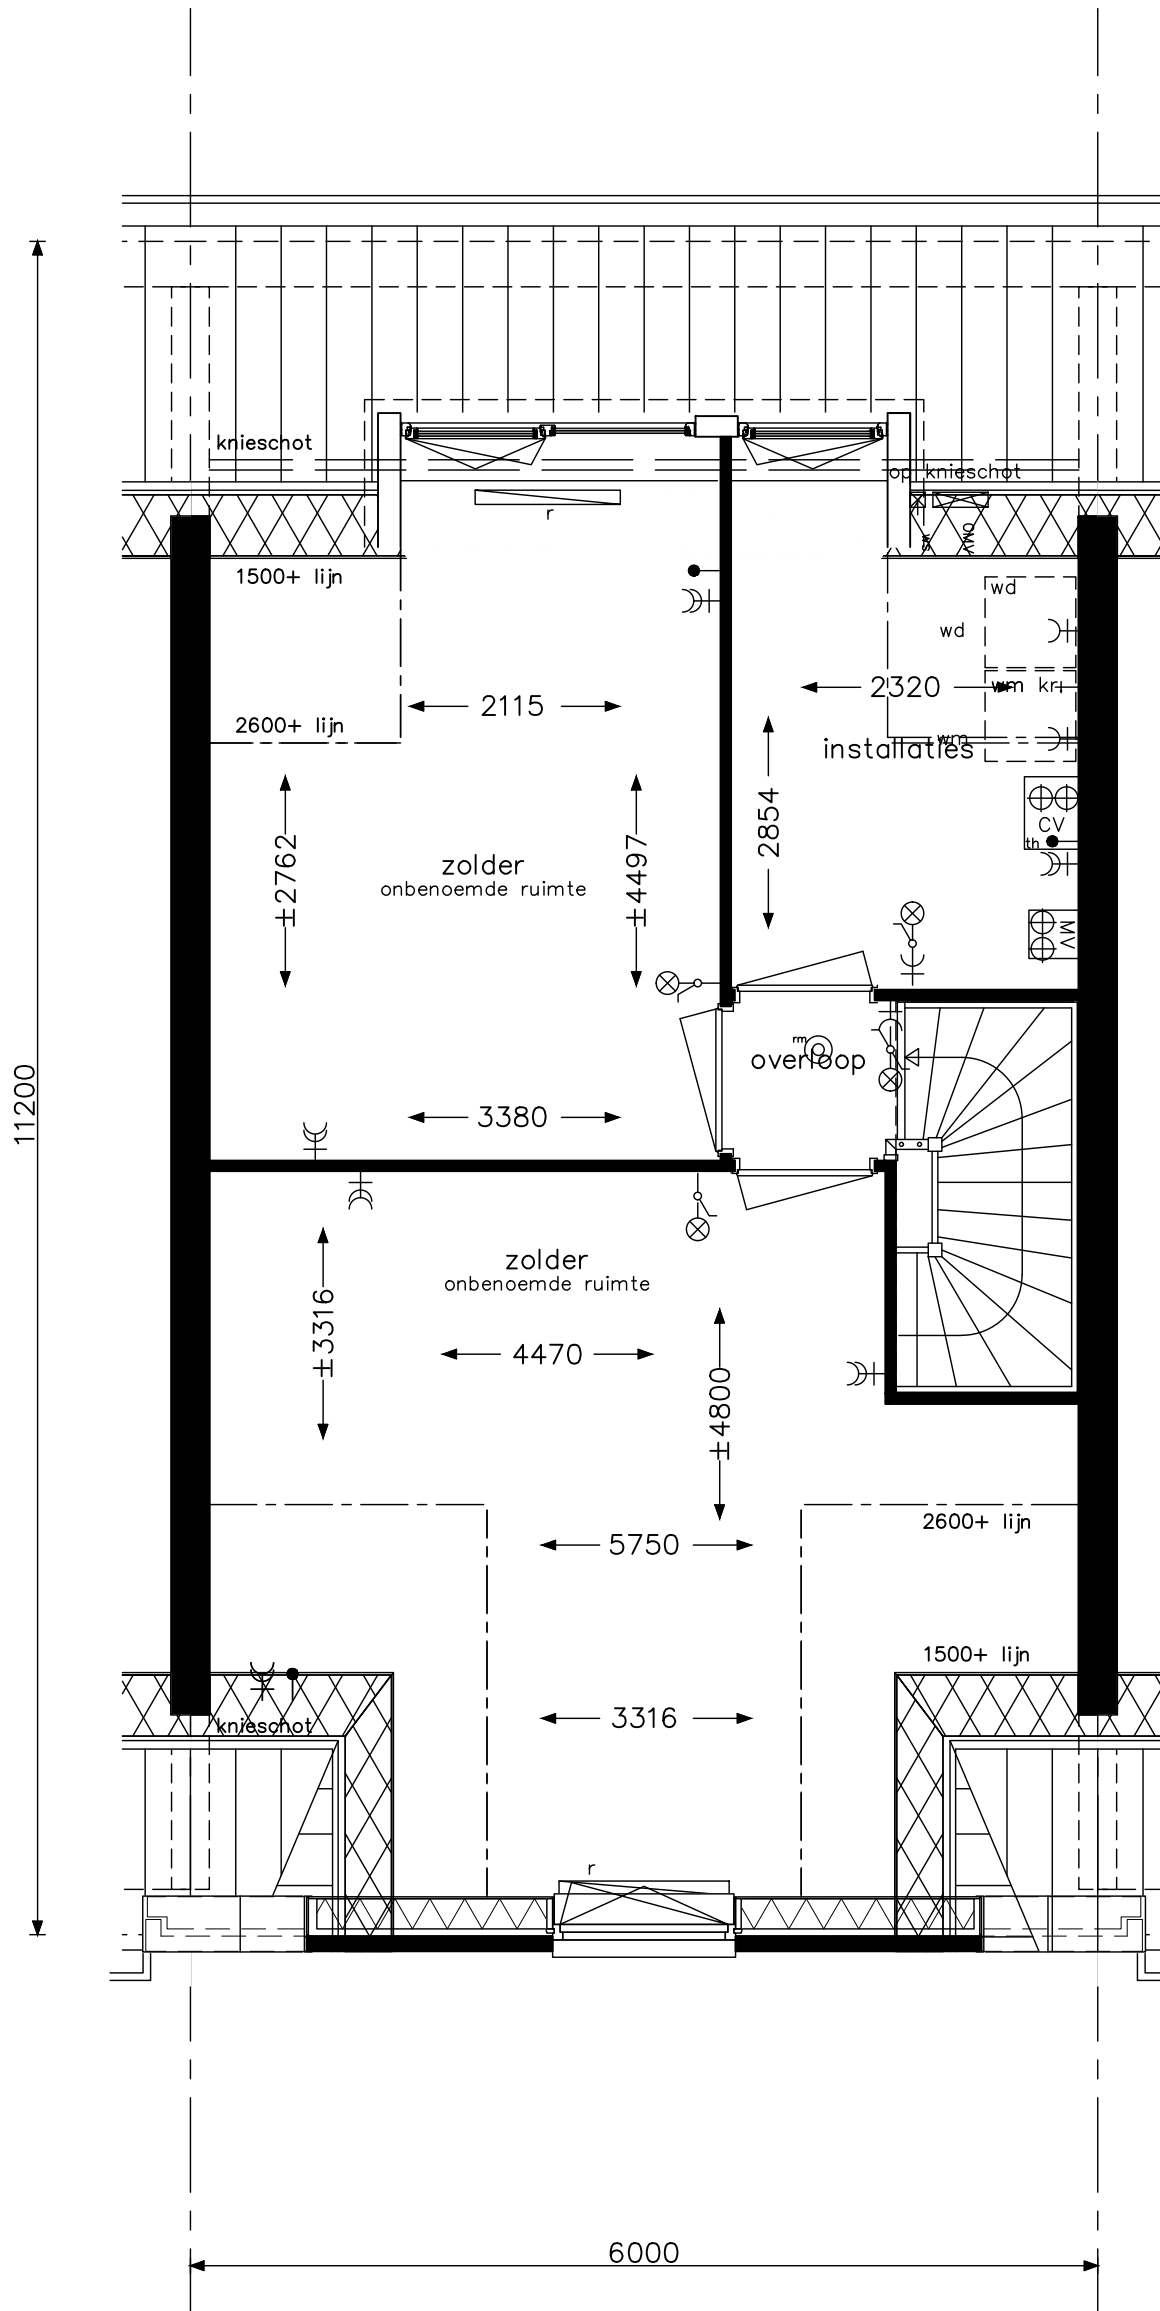 knieschot
op knieschot
r
ws
OMV
1500+ lijn
wd
wd
2320
wm kr
2115
2600+ lijn
wm
installaties
2854
±2762
±4497
CV
th
zolder
onbenoemde ruimte
MV
rm
overloop
11200
3380
zolder
onbenoemde ruimte
±3316
4470
±4800
2600+ lijn
5750
1500+ lijn
3316
knieschot
r
6000